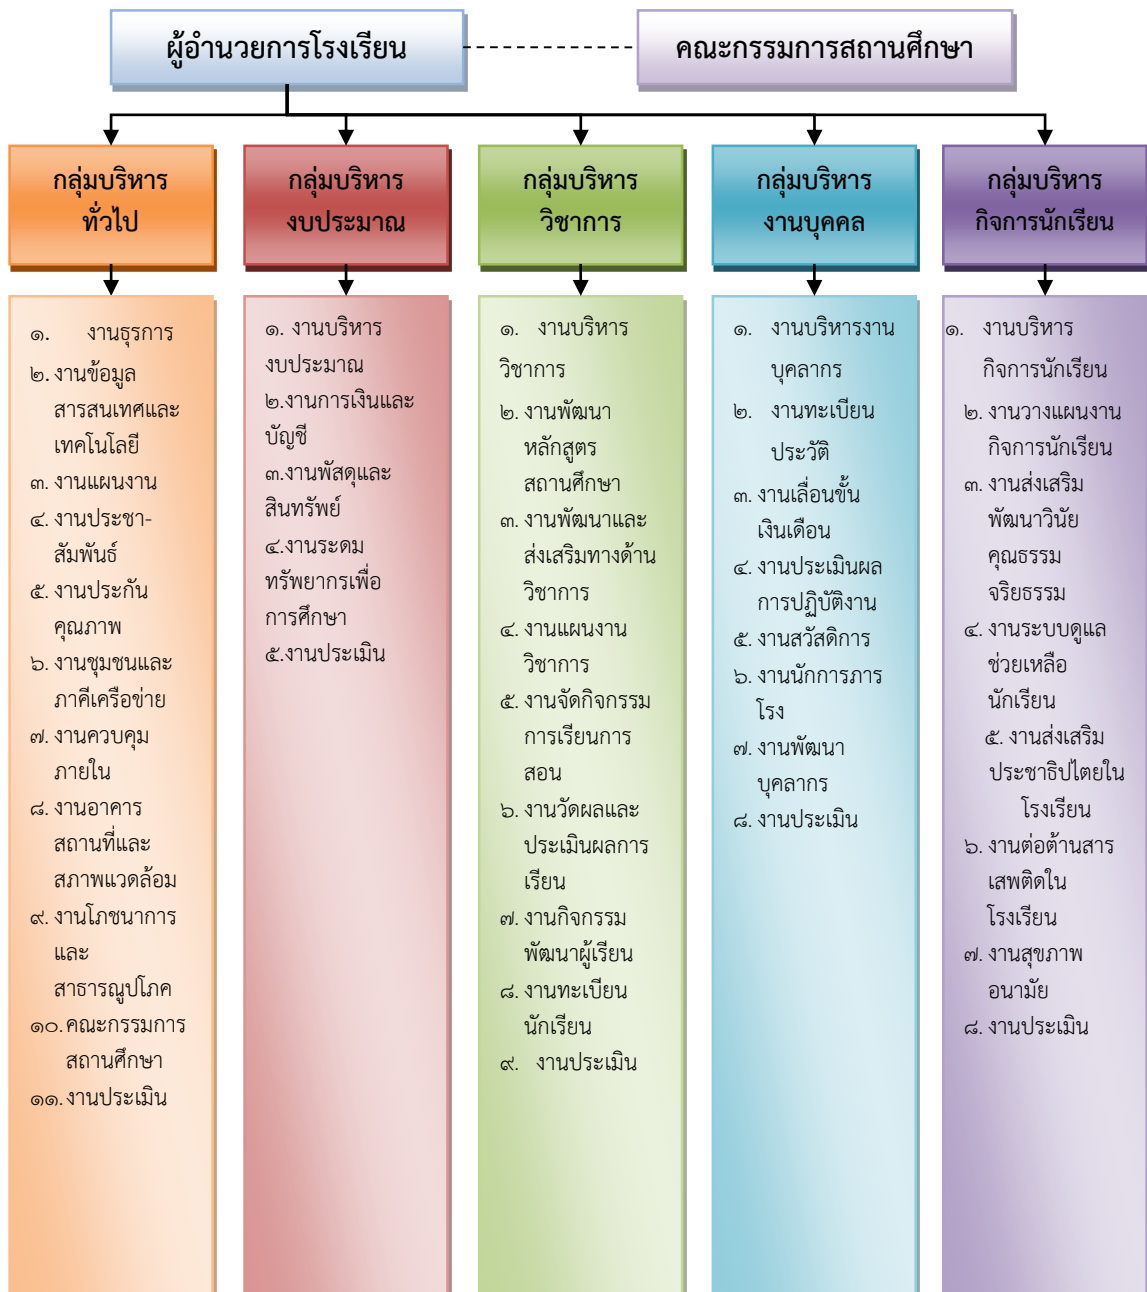 ผู้อำนวยการโรงเรียน
คณะกรรมการสถานศึกษา
กลุ่มบริหาร
ทั่วไป
กลุ่มบริหาร
งบประมาณ
กลุ่มบริหาร
วิชาการ
กลุ่มบริหาร
งานบุคคล
กลุ่มบริหาร
กิจการนักเรียน
๑. งานธุรการ
๒. งานข้อมูล
สารสนเทศและ
เทคโนโลยี
๓. งานแผนงาน
๔. งานประชา-
สัมพันธ์
๕. งานประกัน
คุณภาพ
๖. งานชุมชนและ
ภาคีเครือข่าย
๗. งานควบคุม
ภายใน
๘. งานอาคาร
สถานที่และ
สภาพแวดล้อม
๙. งานโภชนาการ
และ
สาธารณูปโภค
๑๐.คณะกรรมการ
สถานศึกษา
๑๑.งานประเมิน
๑. งานบริหาร
งบประมาณ
๒.งานการเงินและ
บัญชี
๓.งานพัสดุและ
สินทรัพย์
๔.งานระดม
ทรัพยากรเพื่อ
การศึกษา
๕.งานประเมิน
๑. งานบริหาร
วิชาการ
๒. งานพัฒนา
หลักสูตร
สถานศึกษา
๓. งานพัฒนาและ
ส่งเสริมทางด้าน
วิชาการ
๔. งานแผนงาน
วิชาการ
๕. งานจัดกิจกรรม
การเรียนการ
สอน
๖. งานวัดผลและ
ประเมินผลการ
เรียน
๗. งานกิจกรรม
พัฒนาผู้เรียน
๘. งานทะเบียน
นักเรียน
๙. งานประเมิน
๑. งานบริหารงาน
บุคลากร
๒. งานทะเบียน
ประวัติ
๓. งานเลื่อนขั้น
เงินเดือน
๔. งานประเมินผล
การปฏิบัติงาน
๕. งานสวัสดิการ
๖. งานนักการภาร
โรง
๗. งานพัฒนา
บุคลากร
๘. งานประเมิน
๑. งานบริหาร
กิจการนักเรียน
๒. งานวางแผนงาน
กิจการนักเรียน
๓. งานส่งเสริม
พัฒนาวินัย
คุณธรรม
จริยธรรม
๔. งานระบบดูแล
ช่วยเหลือ
นักเรียน
๕. งานส่งเสริม
ประชาธิปไตยใน
โรงเรียน
๖. งานต่อต้านสาร
เสพติดใน
โรงเรียน
๗. งานสุขภาพ
อนามัย
๘. งานประเมิน